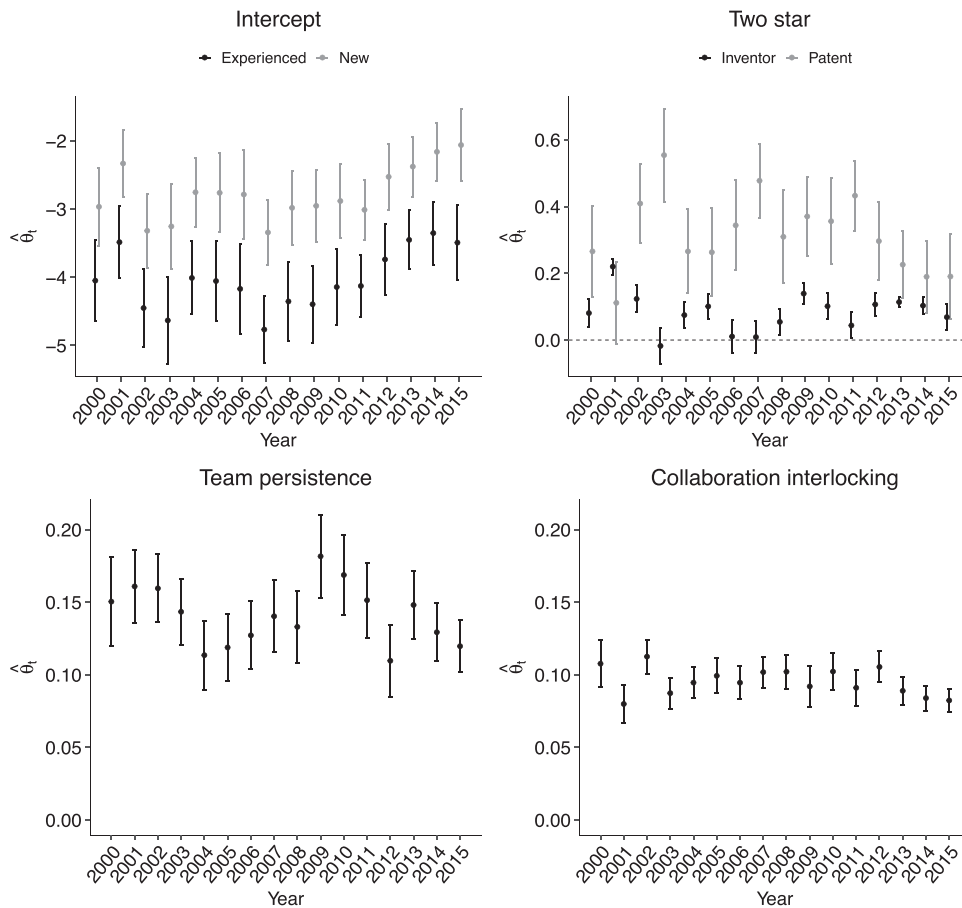 Intercept
Experienced New
−2
−3
−4
−5
θ̂t
2000 2001 2002 2003 2004 2005 2006 2007 2008 2009 2010 2011 2012 2013 2014 2015
Year
Two star
Inventor Patent
0.6
0.4
0.2
0.0
θ̂t
2000 2001 2002 2003 2004 2005 2006 2007 2008 2009 2010 2011 2012 2013 2014 2015
Year
Team persistence
0.20
0.15
0.10
0.05
0.00
θ̂t
2000 2001 2002 2003 2004 2005 2006 2007 2008 2009 2010 2011 2012 2013 2014 2015
Year
Collaboration interlocking
0.20
0.15
0.10
0.05
0.00
θ̂t
2000 2001 2002 2003 2004 2005 2006 2007 2008 2009 2010 2011 2012 2013 2014 2015
Year